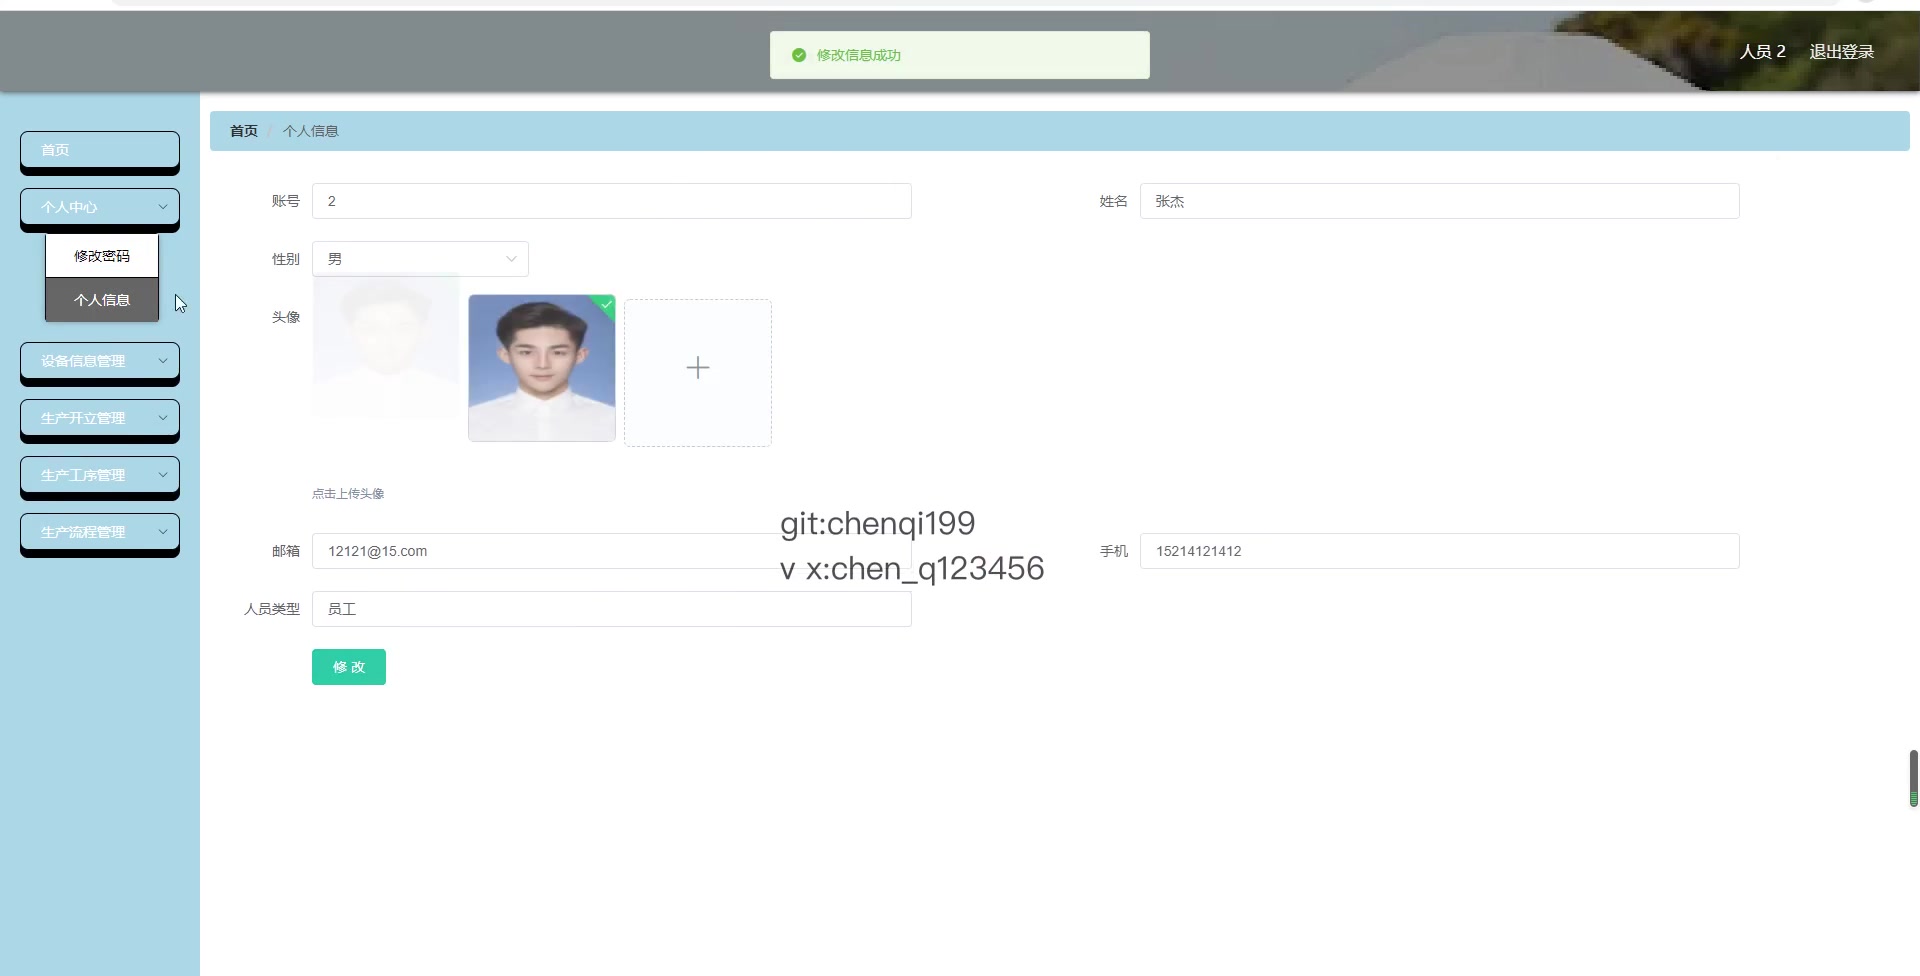 修改信息成功
人员 2 退出登录
首页 / 个人信息
首页
个人中心
修改密码
个人信息
设备信息管理
生产开立管理
生产工序管理
生产流程管理
账号 2
姓名 张杰
性别 男
头像
点击上传头像
git:chenqi199
邮箱 12121@15.com
手机 15214121412
v x:chen_q123456
人员类型 员工
修 改